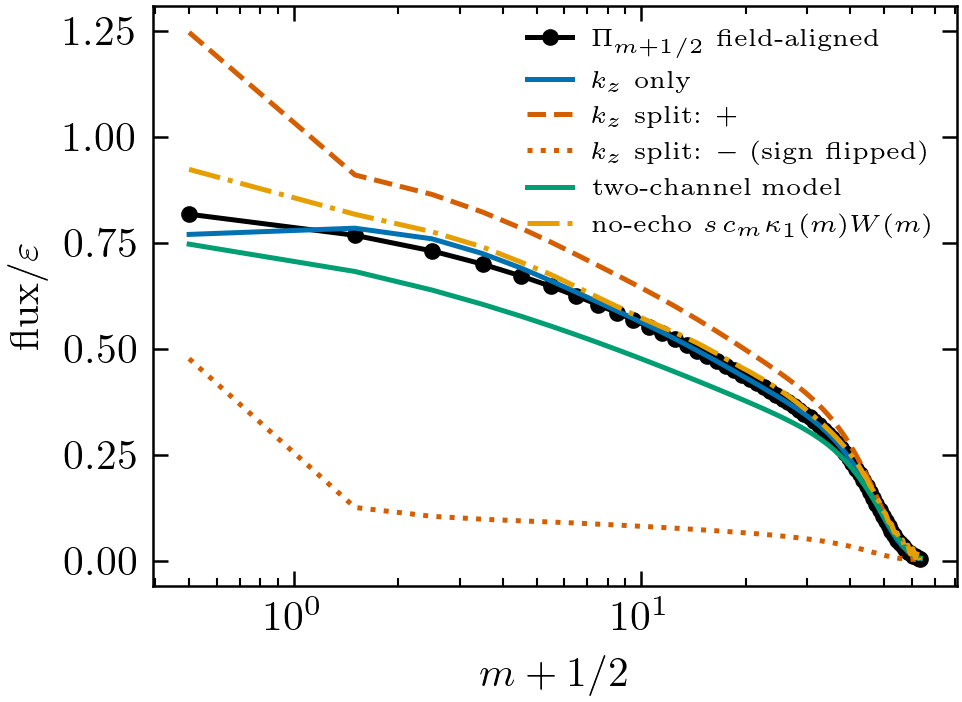 flux/ε
1.25
1.00
0.75
0.50
0.25
0.00
Π_{m+1/2} field-aligned
k_z only
k_z split: +
k_z split: − (sign flipped)
two-channel model
no-echo s c_m κ_1(m)W(m)
10^0
10^1
m + 1/2